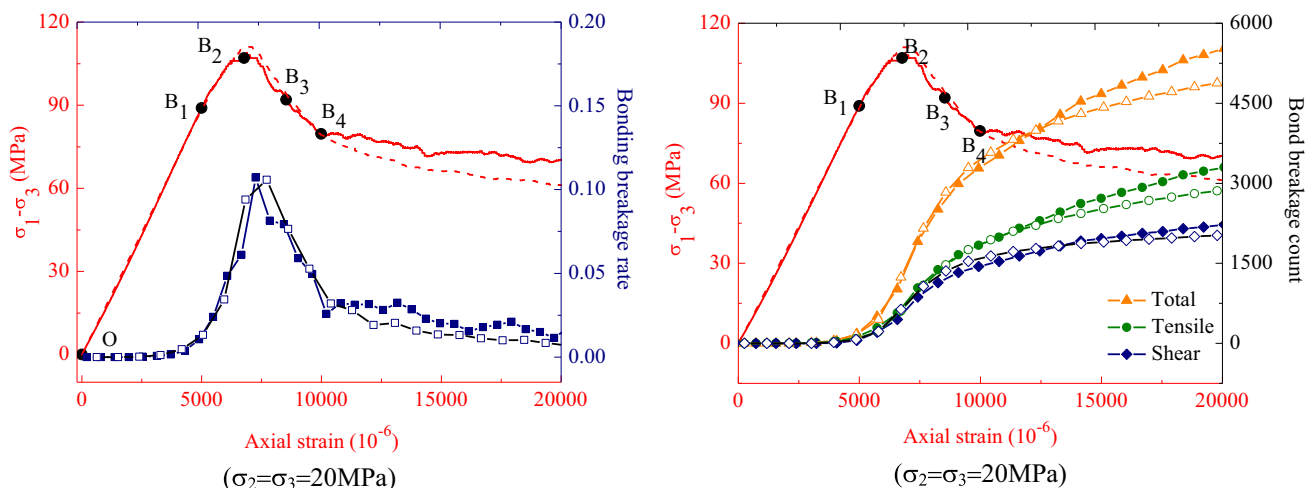 120
90
60
30
0
σ1-σ3 (MPa)
0.20
0.15
0.10
0.05
0.00
Bonding breakage rate
B1
B2
B3
B4
O
0 5000 10000 15000 20000
Axial strain (10-6)
(σ2=σ3=20MPa)
120
90
60
30
0
σ1-σ3 (MPa)
6000
4500
3000
1500
0
Bond breakage count
B1
B2
B3
B4
Total
Tensile
Shear
0 5000 10000 15000 20000
Axial strain (10-6)
(σ2=σ3=20MPa)